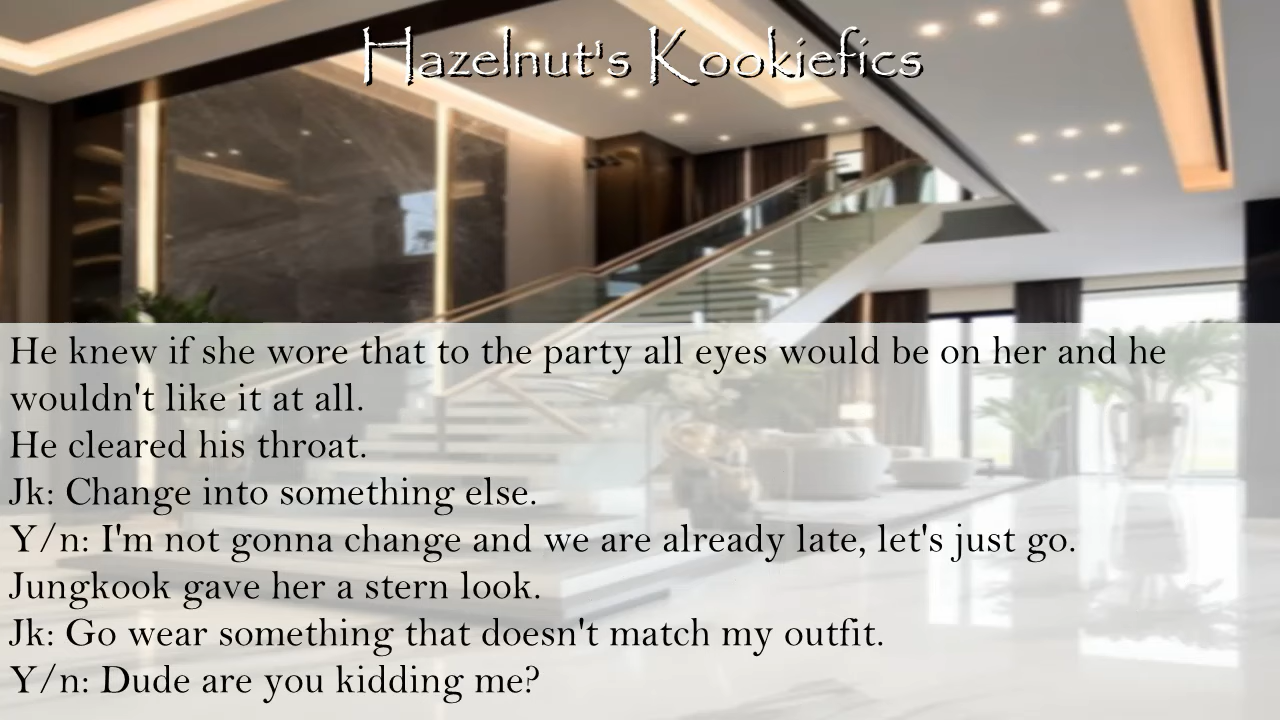 Hazelnut's Kookiefics
He knew if she wore that to the party all eyes would be on her and he
wouldn't like it at all.
He cleared his throat.
Jk: Change into something else.
Y/n: I'm not gonna change and we are already late, let's just go.
Jungkook gave her a stern look.
Jk: Go wear something that doesn't match my outfit.
Y/n: Dude are you kidding me?